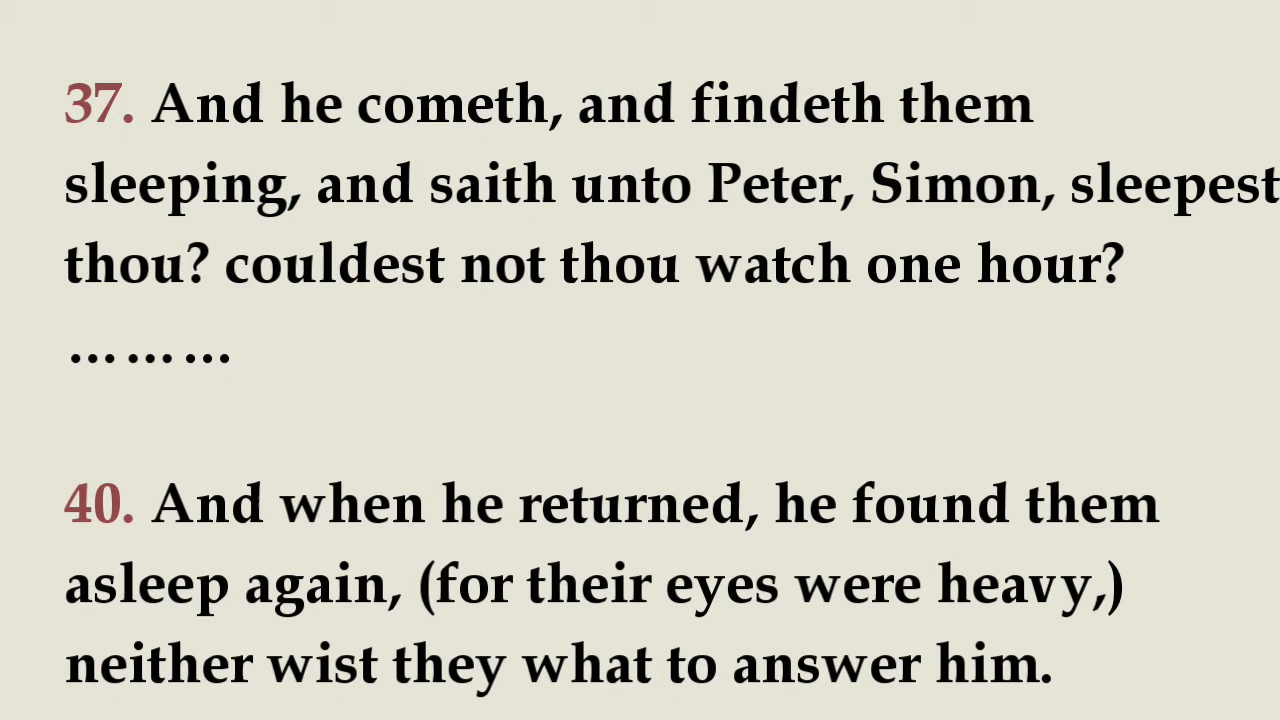 37. And he cometh, and findeth them
sleeping, and saith unto Peter, Simon, sleepest
thou? couldest not thou watch one hour?
………
40. And when he returned, he found them
asleep again, (for their eyes were heavy,)
neither wist they what to answer him.